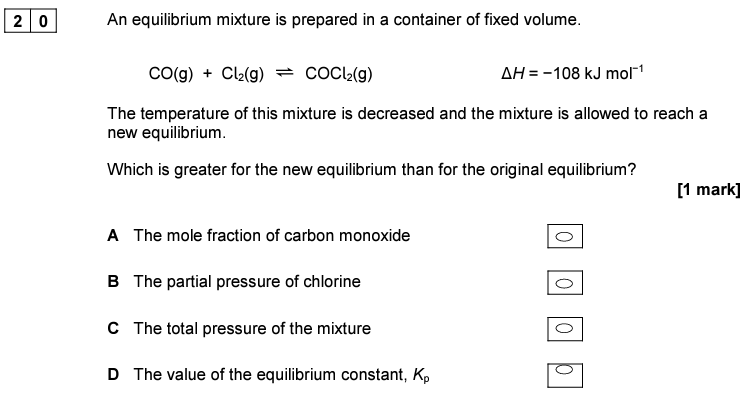 2 0 An equilibrium mixture is prepared in a container of fixed volume.
CO(g) + Cl₂(g) ⇌ COCl₂(g) ΔH = −108 kJ mol⁻¹
The temperature of this mixture is decreased and the mixture is allowed to reach a
new equilibrium.
Which is greater for the new equilibrium than for the original equilibrium?
[1 mark]
A The mole fraction of carbon monoxide
B The partial pressure of chlorine
C The total pressure of the mixture
D The value of the equilibrium constant, Kₚ